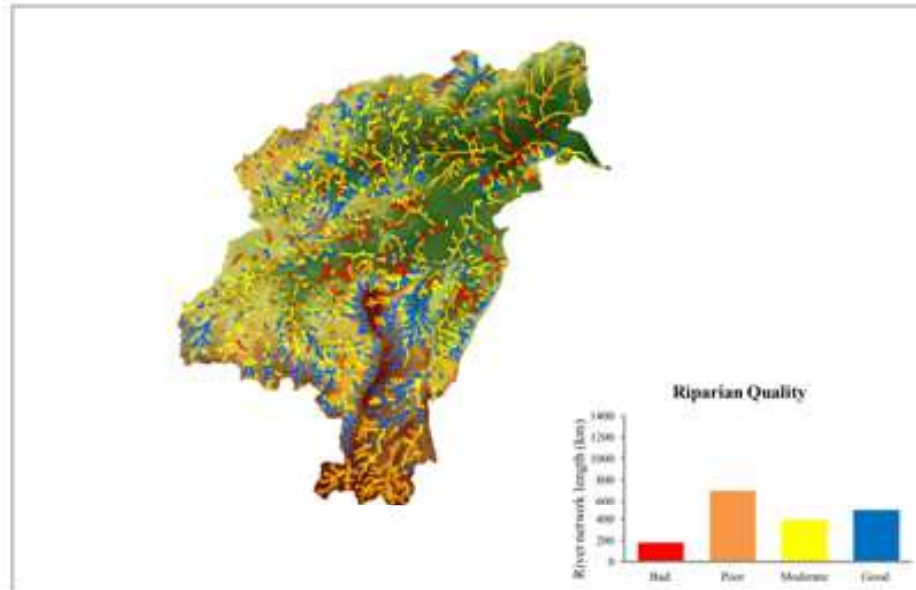 Riparian Quality
River network length (km)
1400
1200
1000
800
600
400
200
0
Bad
Poor
Moderate
Good